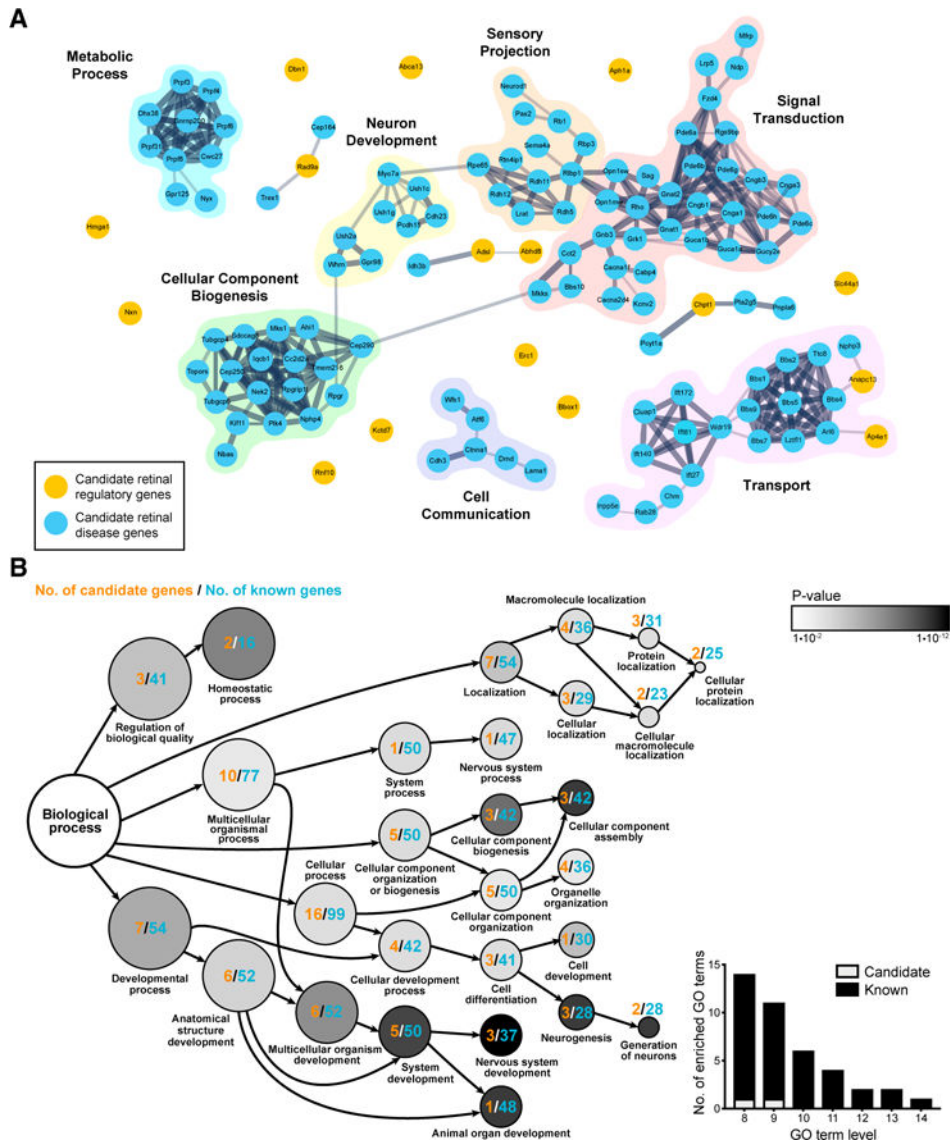 A
Metabolic
Process
Sensory
Projection
Signal
Transduction
Neuron
Development
Cellular Component
Biogenesis
Cell
Communication
Transport
Dbn1
Abca13
Aph1a
Mfrp
Lrp5
Ndp
Fzd4
Prpf3
Prpf4
Dhx38
Prpf6
Prpf31
Cwc27
Prpf8
Gpr125
Nyx
Cep164
Rad9a
Trex1
Neurod1
Pax2
Rb1
Sema4a
Rbp3
Rpe65
Rtn4ip1
Rdh11
Rlbp1
Rdh12
Lrat
Rdh5
Pde6a
Rgs9bp
Pde6b
Pde6g
Opn1sw
Sag
Gnat2
Cngb3
Cnga3
Opn1mw
Rho
Cngb1
Cnga1
Pde6h
Pde6c
Gnb3
Grk1
Gnat1
Guca1b
Guca1a
Gucy2e
Cct2
Cacna1f
Cabp4
Mkks
Bbs10
Cacna2d4
Kcnv2
Myo7a
Ush1c
Ush1g
Pcdh15
Cdh23
Ush2a
Whrn
Gpr98
Idh3b
Adsl
Abhd8
Hmga1
Nxn
Slc44a1
Chpt1
Pla2g5
Pnpla6
Pcyt1a
Tubgcp4
Mks1
Ahi1
Cep290
Topors
Iqcb1
Cc2d2a
Cep250
Tmem216
Nek2
Rpgrip1l
Rpgr
Tubgcp6
Plk4
Nphp4
Kif11
Nbas
Erc1
Bbox1
Kctd7
Rnf10
Wfs1
Atf6
Cdh3
Ctnna1
Dmd
Lama1
Bbs2
Ttc8
Nphp3
Bbs1
Anapc13
Ift172
Bbs9
Bbs5
Bbs4
Cluap1
Ift81
Wdr19
Bbs7
Lztfl1
Arl6
Ap4e1
Ift140
Ift27
Chm
Inpp5e
Rab28
Candidate retinal
regulatory genes
Candidate retinal
disease genes
B
No. of candidate genes / No. of known genes
P-value
1•10⁻²
1•10⁻¹²
Biological
process
3/41
Regulation of
biological quality
2/16
Homeostatic process
10/77
Multicellular
organismal
process
7/54
Developmental
process
6/52
Anatomical
structure
development
6/52
Multicellular organism
development
5/50
System
development
3/37
Nervous system
development
1/48
Animal organ development
7/54
Localization
Macromolecule localization
4/36
3/31
Protein
localization
2/25
Cellular
protein
localization
3/29
Cellular
localization
2/23
Cellular
macromolecule
localization
1/50
System
process
1/47
Nervous system
process
5/50
Cellular component
organization
or biogenesis
3/42
Cellular component
biogenesis
3/42
Cellular component
assembly
Cellular
process
16/99
5/50
Cellular component
organization
4/36
Organelle
organization
4/42
Cellular development
process
3/41
Cell
differentiation
1/30
Cell
development
3/28
Neurogenesis
2/28
Generation
of neurons
No. of enriched GO terms
15
10
5
0
Candidate
Known
8 9 10 11 12 13 14
GO term level